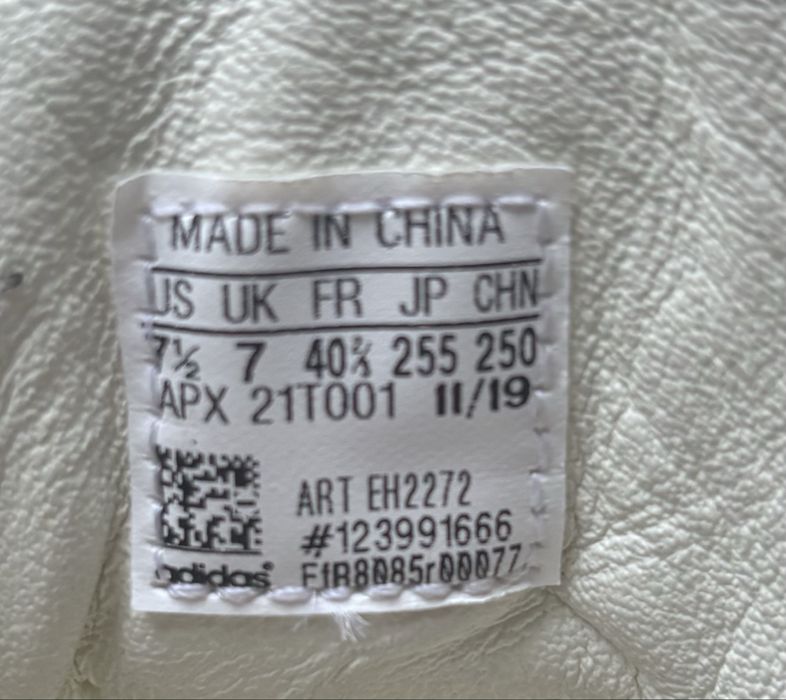 MADE IN CHINA
US UK FR JP CHN
7½ 7 40⅔ 255 250
APX 21T001 11/19
ART EH2272
#123991666
adidas®